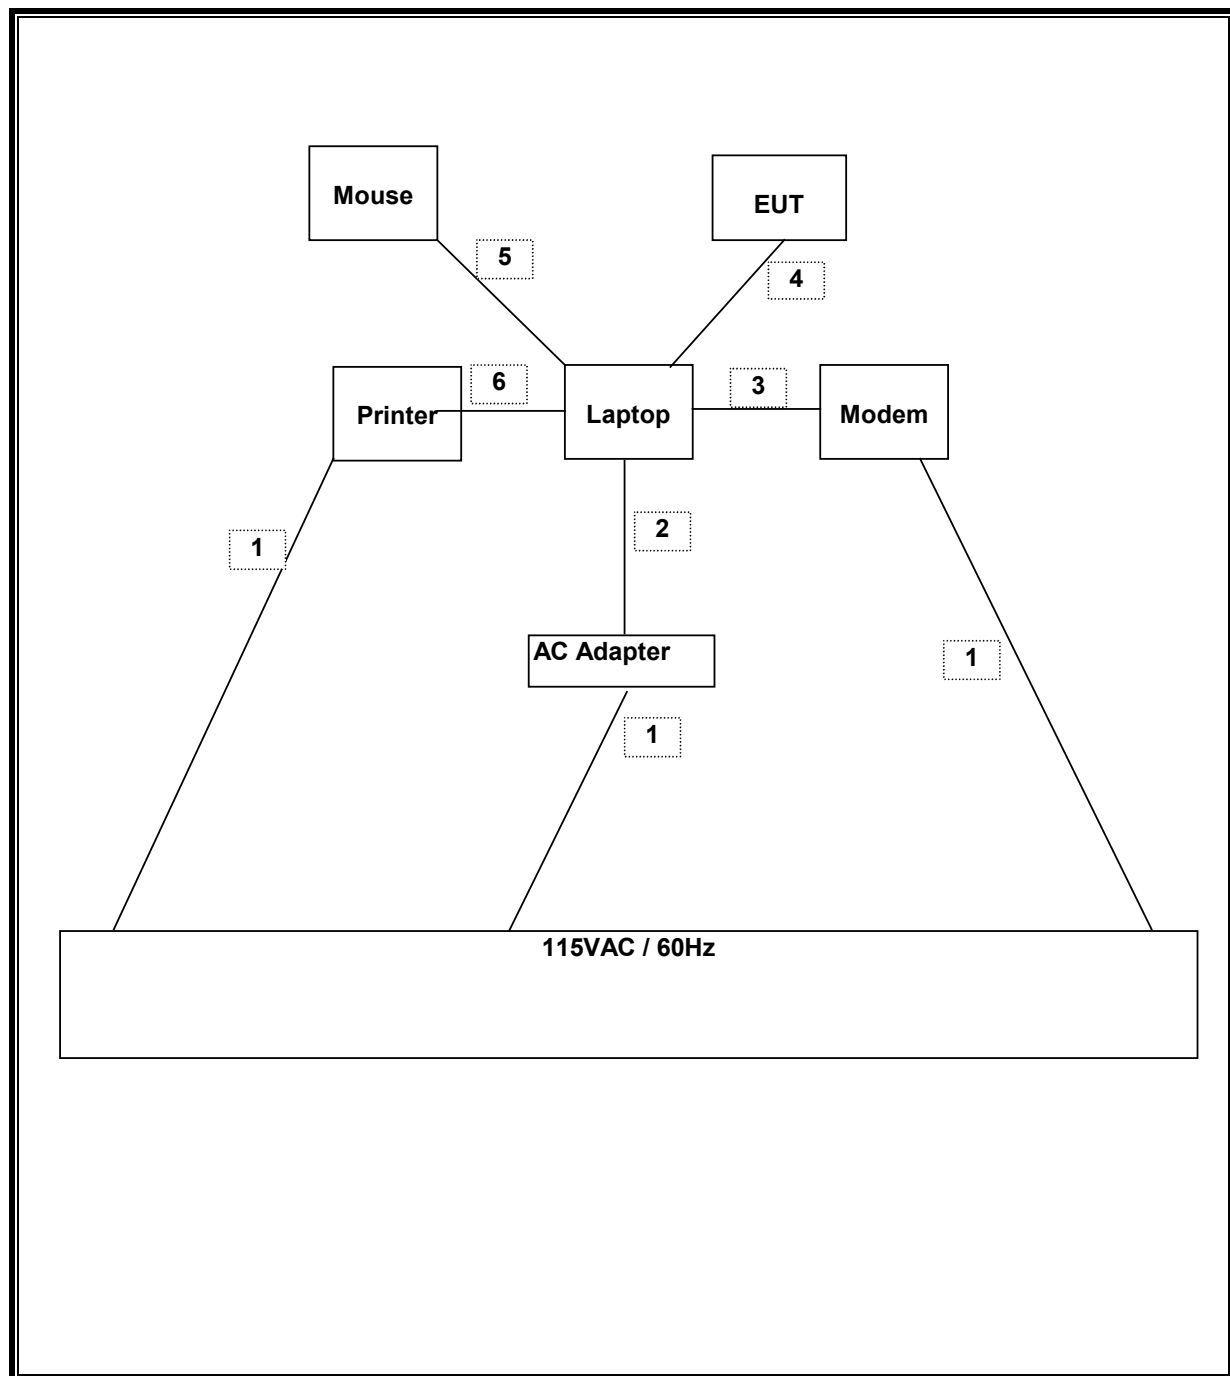 Mouse
EUT
5
4
6
3
Printer
Laptop
Modem
2
1
AC Adapter
1
1
115VAC / 60Hz